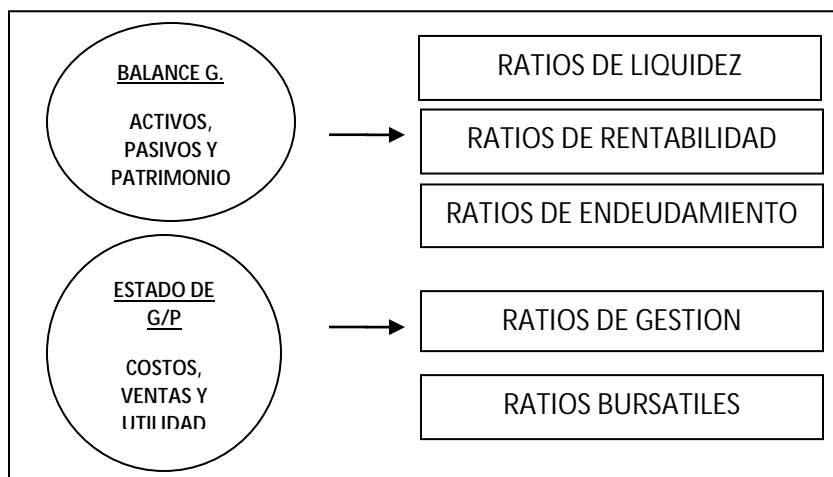 BALANCE G.
ACTIVOS,
PASIVOS Y
PATRIMONIO
RATIOS DE LIQUIDEZ
RATIOS DE RENTABILIDAD
RATIOS DE ENDEUDAMIENTO
ESTADO DE
G/P
COSTOS,
VENTAS Y
UTILIDAD
RATIOS DE GESTION
RATIOS BURSATILES